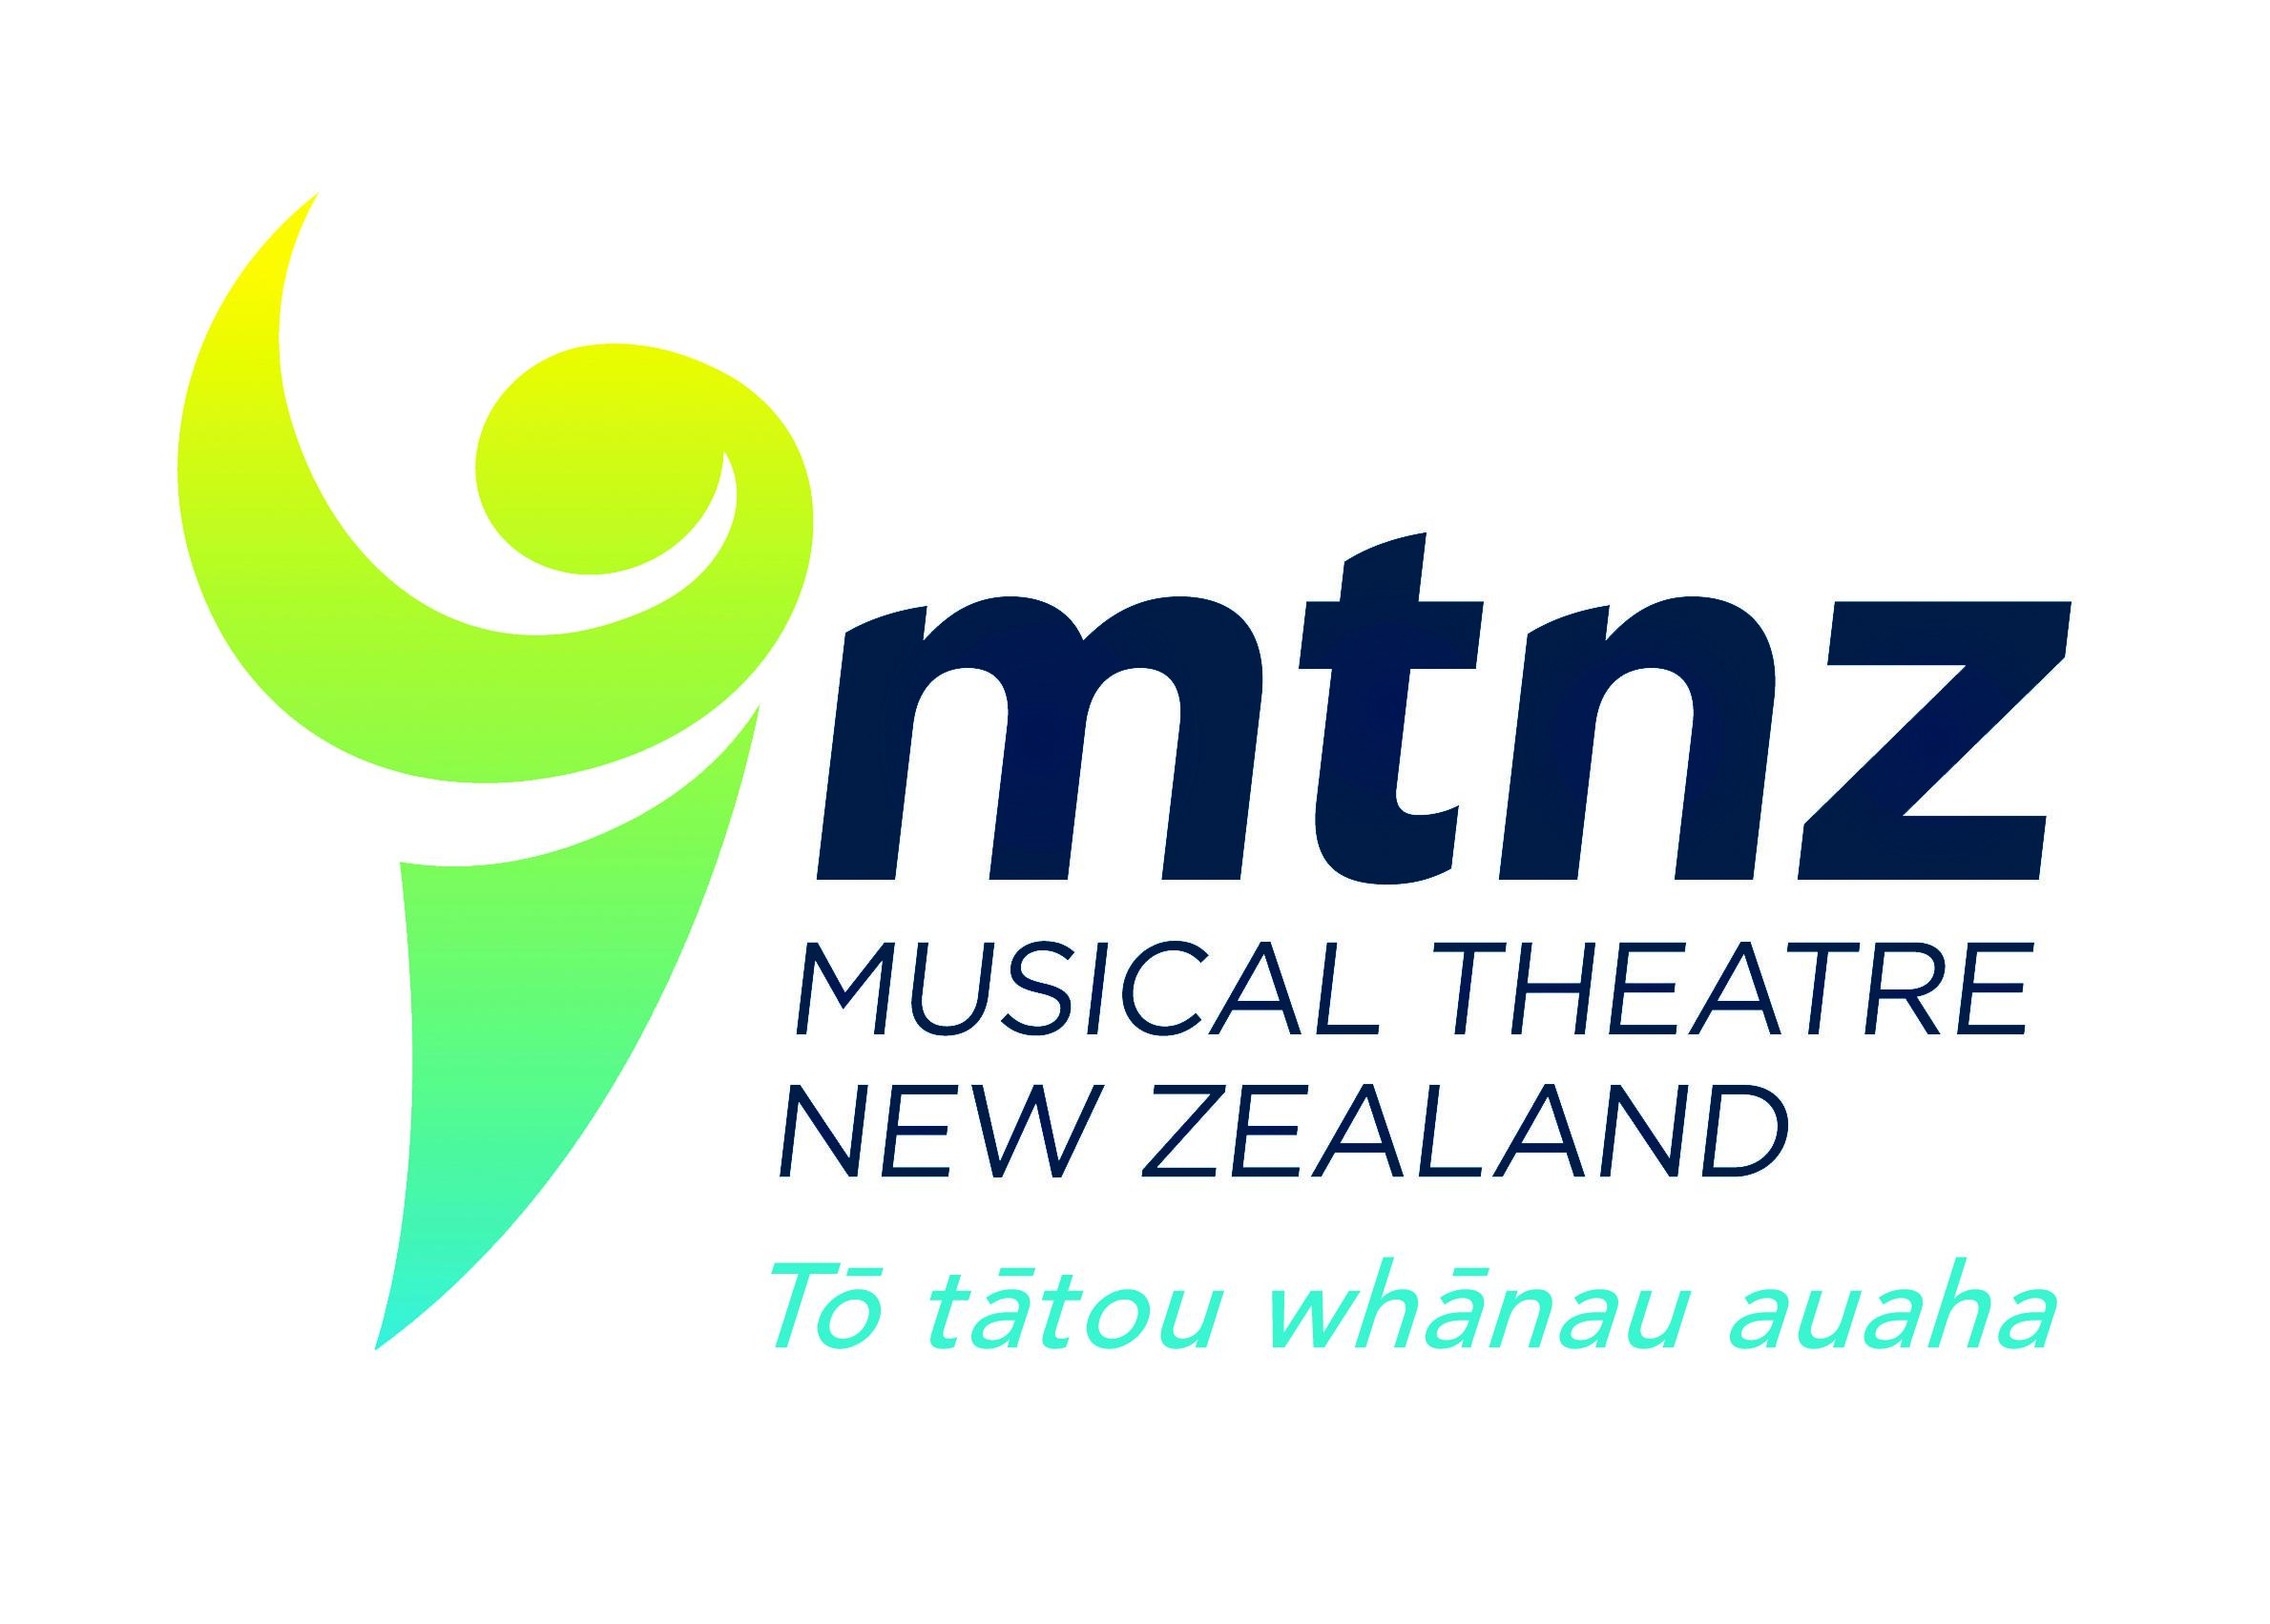 mtnz
MUSICAL THEATRE
NEW ZEALAND
Tō tātou whānau auaha